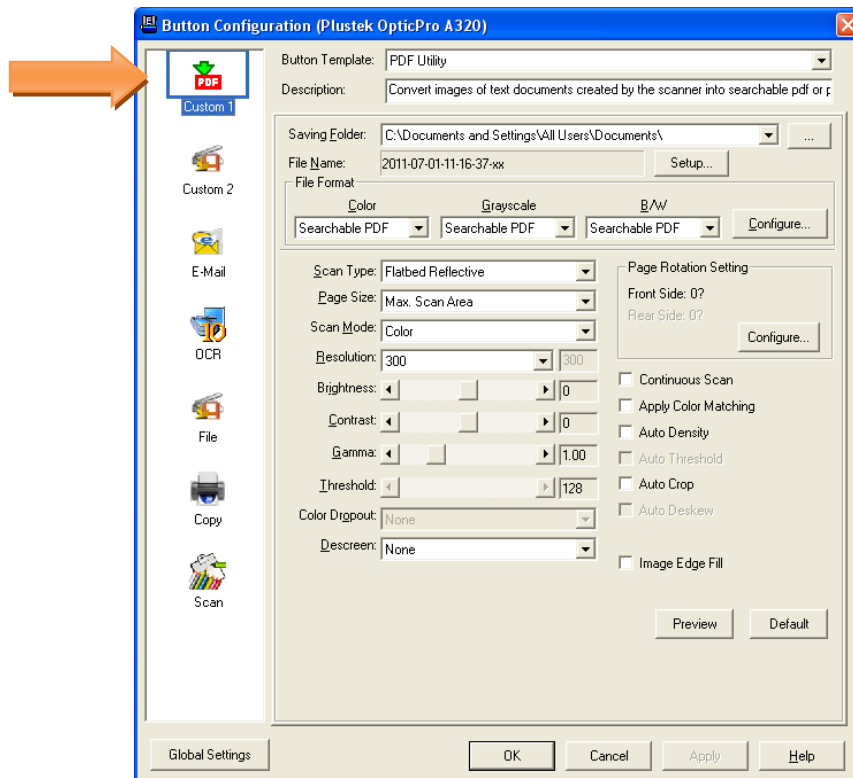 Button Configuration (Plustek OpticPro A320)
PDF
Custom 1
Custom 2
E-Mail
OCR
File
Copy
Scan
Button Template: PDF Utility
Description: Convert images of text documents created by the scanner into searchable pdf or p
Saving Folder: C:\Documents and Settings\All Users\Documents\ ...
File Name: 2011-07-01-11-16-37-xx Setup...
File Format
Color Grayscale B/W
Searchable PDF Searchable PDF Searchable PDF Configure...
Scan Type: Flatbed Reflective
Page Size: Max. Scan Area
Scan Mode: Color
Resolution: 300 300
Brightness: 0
Contrast: 0
Gamma: 1.00
Threshold: 128
Color Dropout: None
Descreen: None
Page Rotation Setting
Front Side: 0?
Rear Side: 0?
Configure...
Continuous Scan
Apply Color Matching
Auto Density
Auto Threshold
Auto Crop
Auto Deskew
Image Edge Fill
Preview Default
Global Settings OK Cancel Apply Help